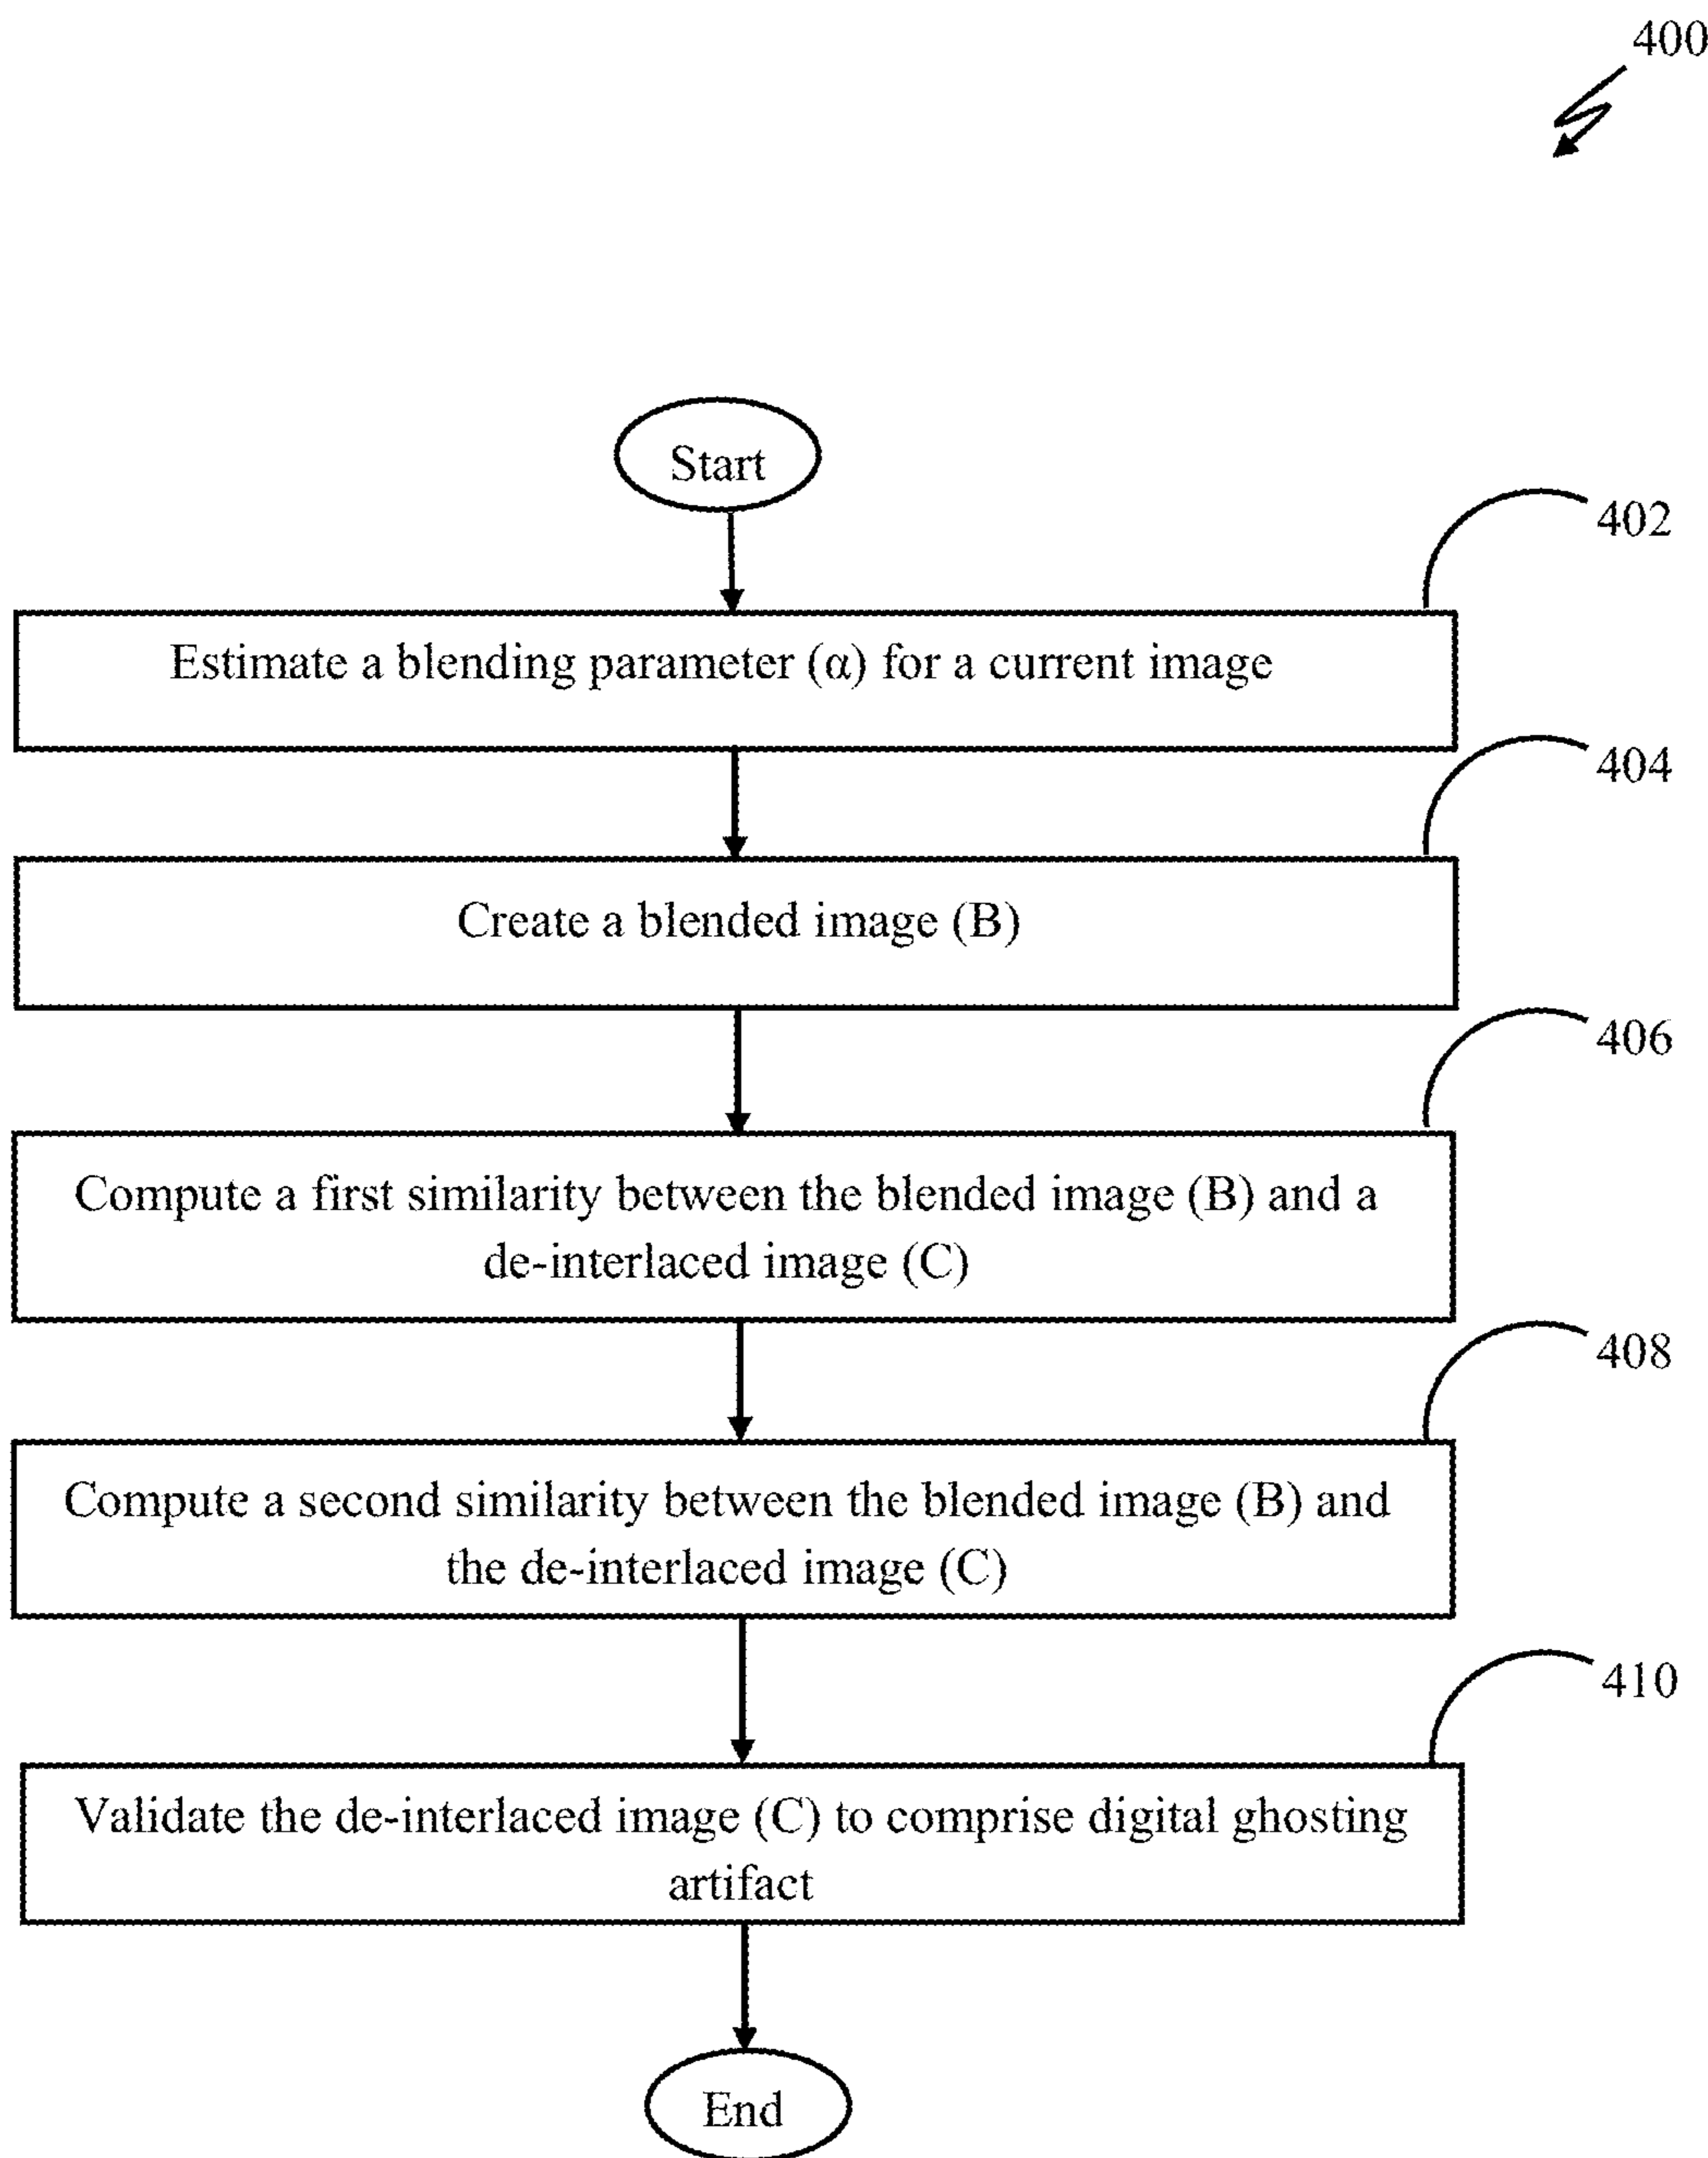 400
Start
402
Estimate a blending parameter (α) for a current image
404
Create a blended image (B)
406
Compute a first similarity between the blended image (B) and a
de-interlaced image (C)
408
Compute a second similarity between the blended image (B) and
the de-interlaced image (C)
410
Validate the de-interlaced image (C) to comprise digital ghosting
artifact
End